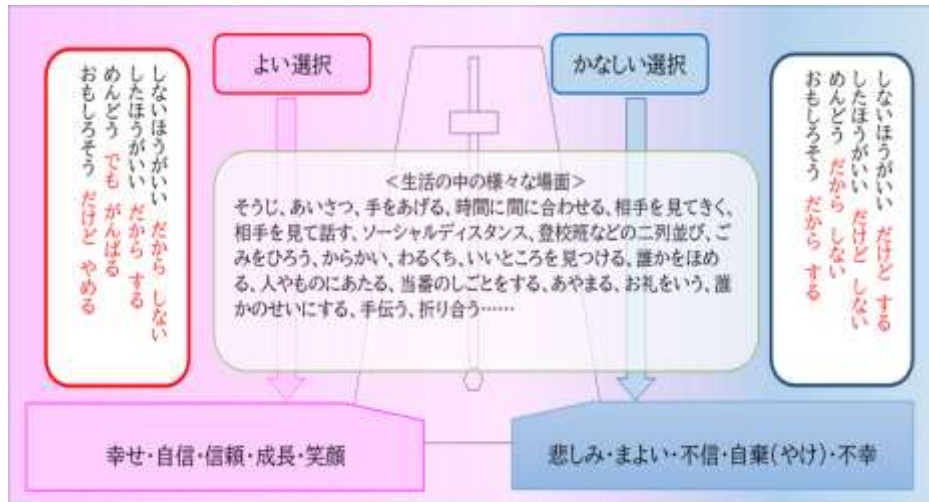 よい選択
かなしい選択
しないほうがいい だから しない
したほうがいい だから する
めんどう でも がんばる
おもしろそう だけど やめる
<生活の中の様々な場面>
そうじ、あいさつ、手をあげる、時間に間に合わせる、相手を見てきく、
相手を見て話す、ソーシャルディスタンス、登校班などの二列並び、ご
みをひろう、からかい、わるくち、いいところを見つける、誰かをほめ
る、人やものにあたる、当番のしごとをする、あやまる、お礼をいう、誰
かのせいにする、手伝う、折り合う……
しないほうがいい だけど する
したほうがいい だけど しない
めんどう だから しない
おもしろそう だから する
幸せ・自信・信頼・成長・笑顔
悲しみ・まよい・不信・自棄(やけ)・不幸